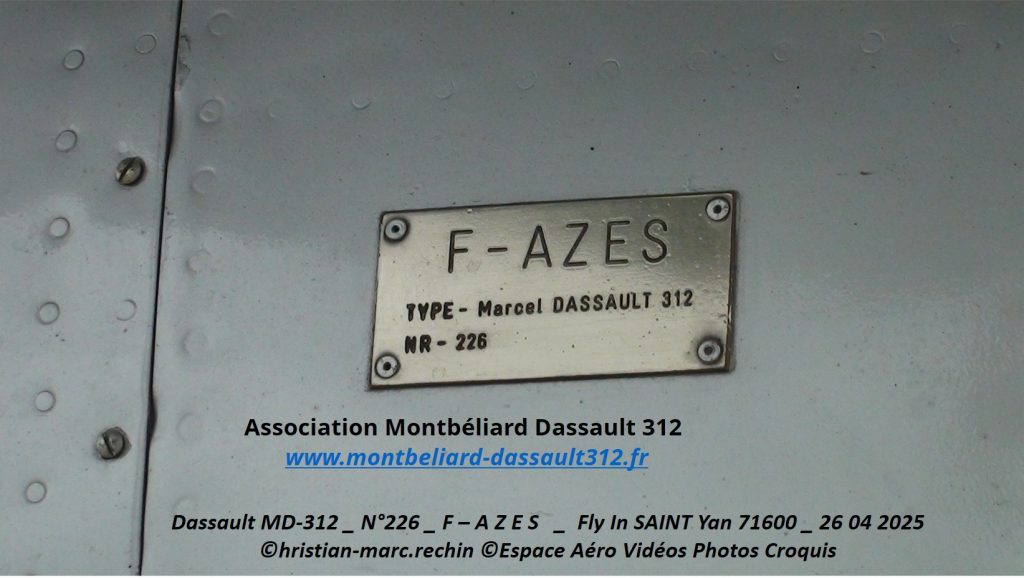 F-AZES
TYPE - Marcel DASSAULT 312
NR - 226
Association Montbéliard Dassault 312
www.montbeliard-dassault312.fr
Dassault MD-312 _ N°226 _ F – A Z E S _ Fly In SAINT Yan 71600 _ 26 04 2025
©hristian-marc.rechin ©Espace Aéro Vidéos Photos Croquis